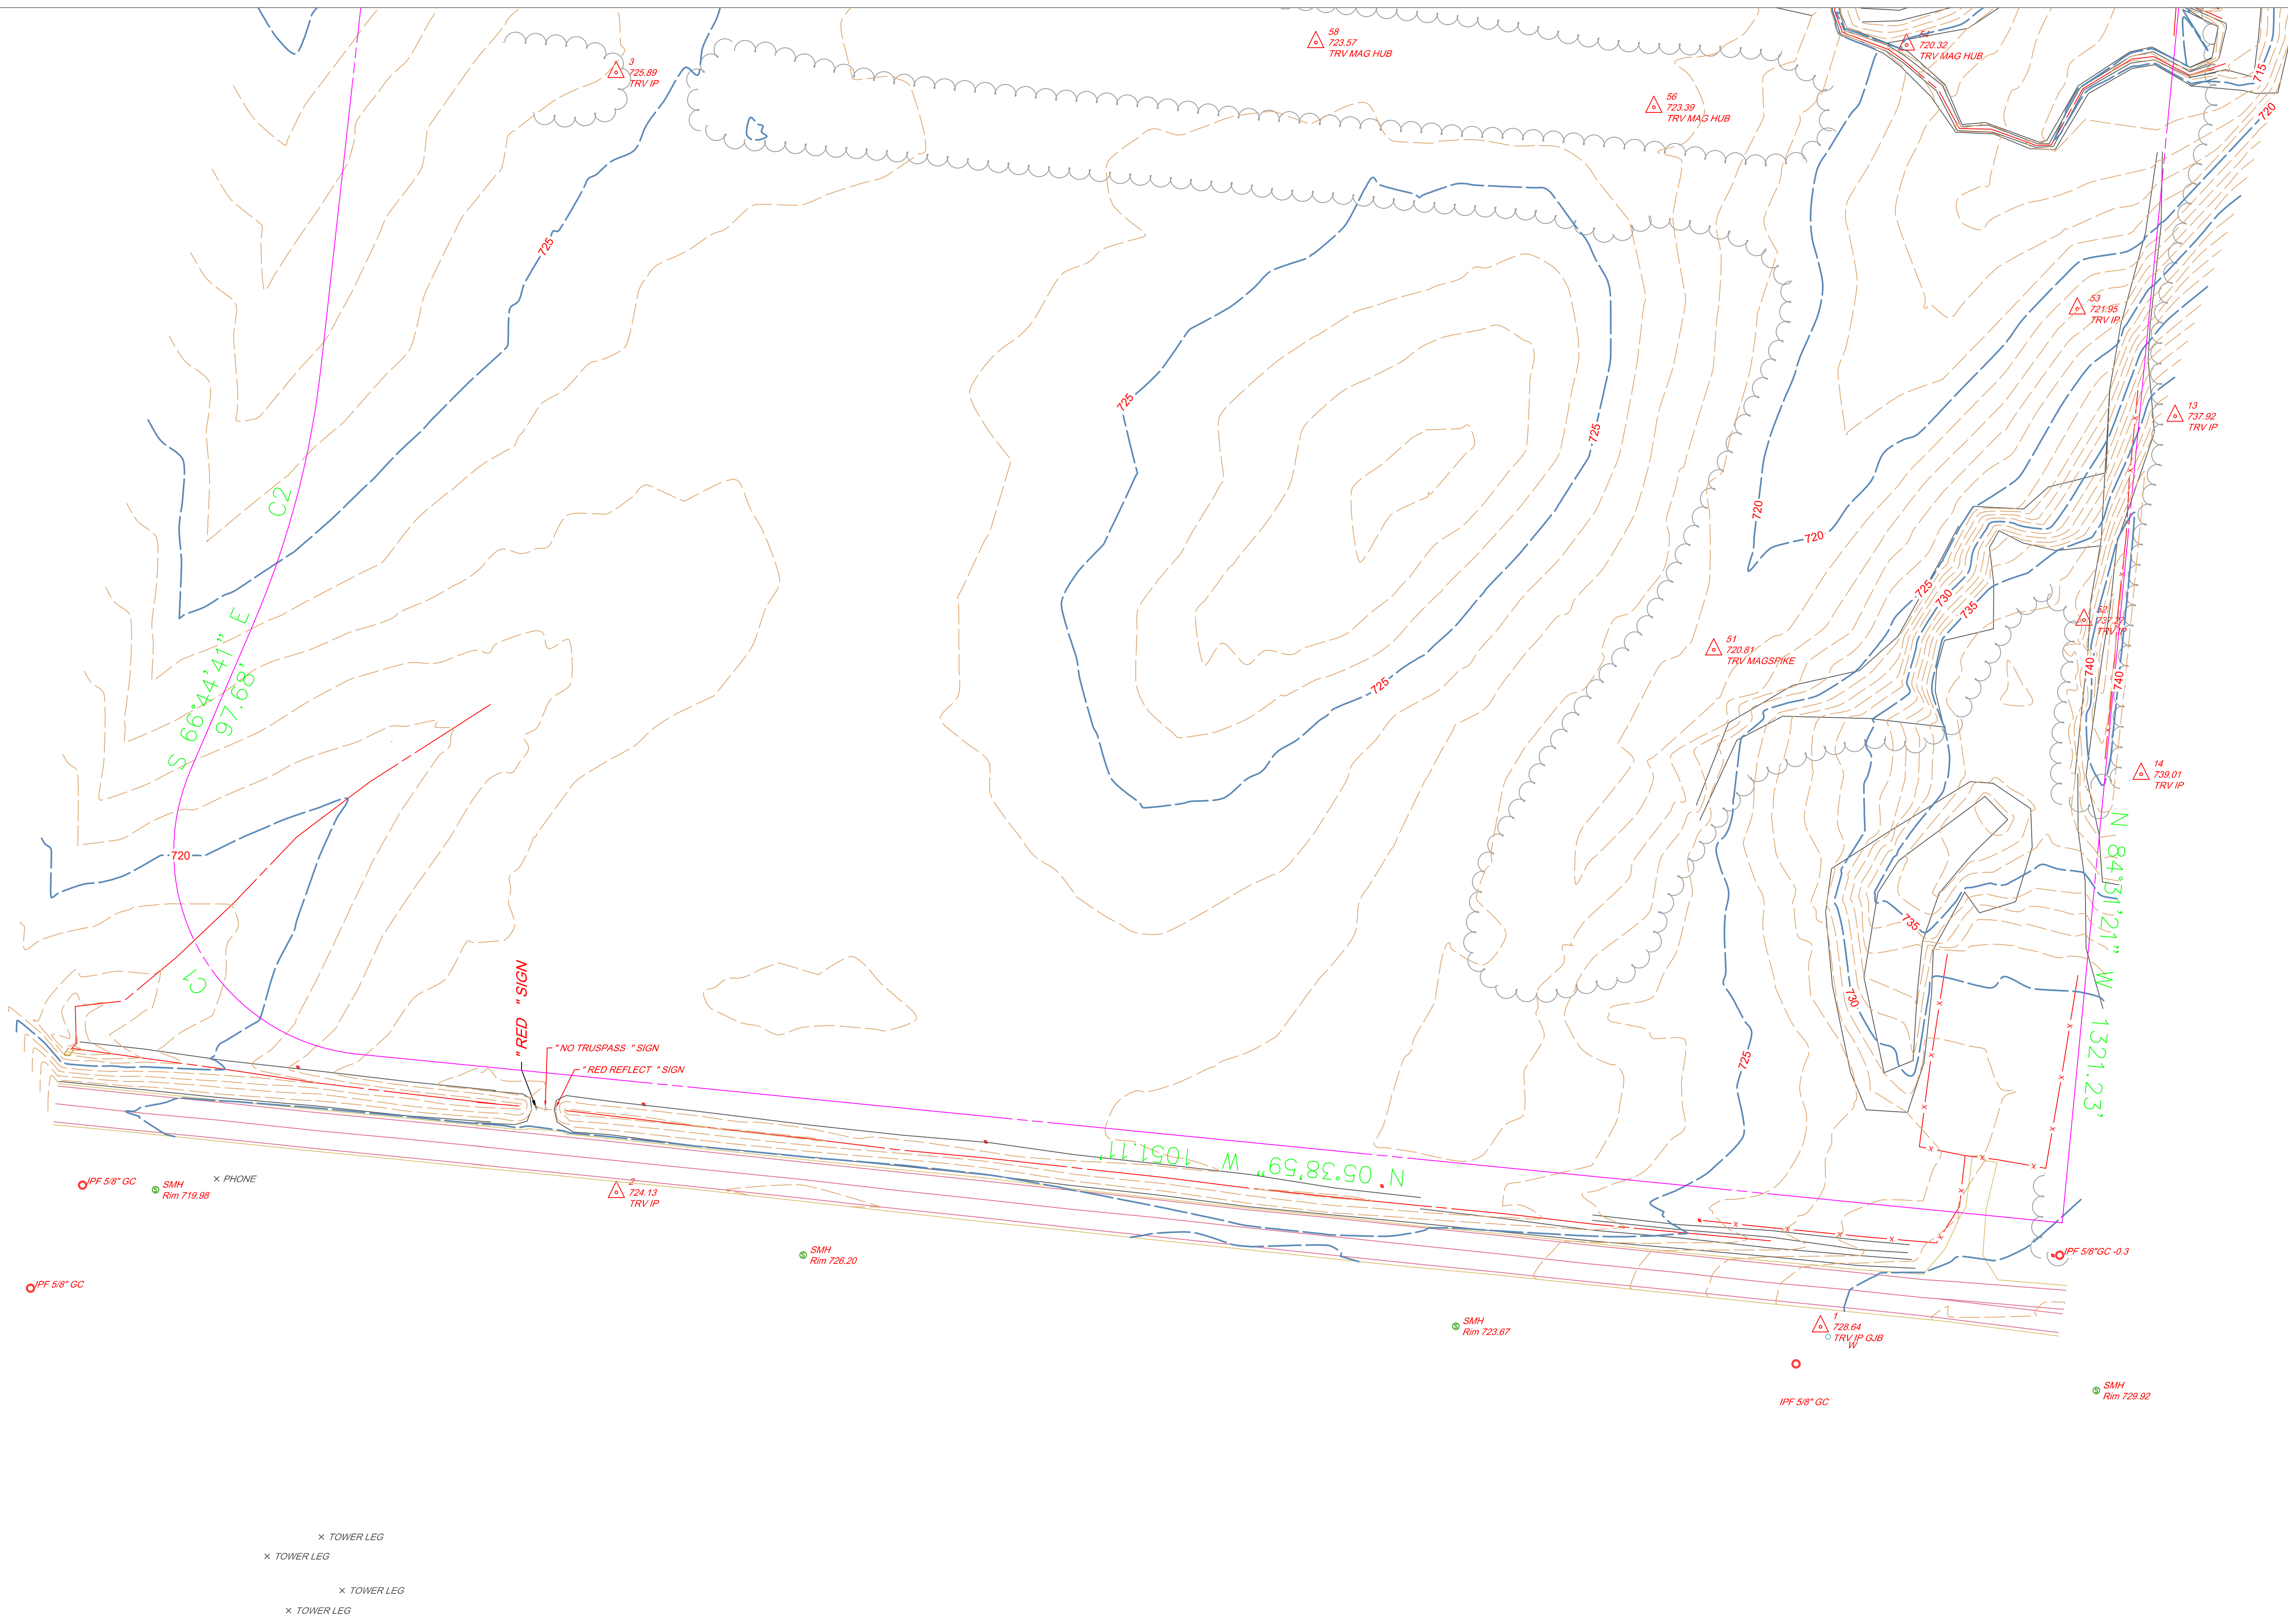 58
723.57
TRV MAG HUB
720.32
TRV MAG HUB
3
725.89
TRV IP
715
56
723.39
TRV MAG HUB
720
725
53
721.95
TRV IP
725
13
737.92
TRV IP
725
C2
720
720
725
730
735
52
TRV IP
S 66°44'41" E
97.68'
51
720.81
TRV MAGSPIKE
740
740
725
14
739.01
TRV IP
720
N 84°31'21" W 1321.23'
735
C1
"RED " SIGN
730
"NO TRUSPASS " SIGN
725
"RED REFLECT " SIGN
N 05°38'59" W 1051.11'
IPF 5/8" GC
SMH
Rim 719.98
PHONE
2
724.13
TRV IP
SMH
Rim 726.20
IPF 5/8"GC -0.3
IPF 5/8" GC
SMH
Rim 723.67
1
728.64
TRV IP GJB
W
SMH
Rim 729.92
IPF 5/8" GC
TOWER LEG
TOWER LEG
TOWER LEG
TOWER LEG